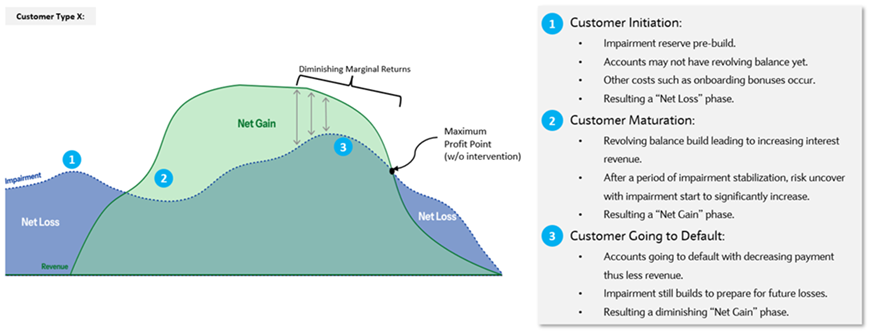 Customer Type X:
Diminishing Marginal Returns
Net Gain
Maximum
Profit Point
(w/o intervention)
1
2
3
Impairment
Net Loss
Net Loss
Revenue
1 Customer Initiation:
• Impairment reserve pre-build.
• Accounts may not have revolving balance yet.
• Other costs such as onboarding bonuses occur.
• Resulting a “Net Loss” phase.
2 Customer Maturation:
• Revolving balance build leading to increasing interest
revenue.
• After a period of impairment stabilization, risk uncover
with impairment start to significantly increase.
• Resulting a “Net Gain” phase.
3 Customer Going to Default:
• Accounts going to default with decreasing payment
thus less revenue.
• Impairment still builds to prepare for future losses.
• Resulting a diminishing “Net Gain” phase.